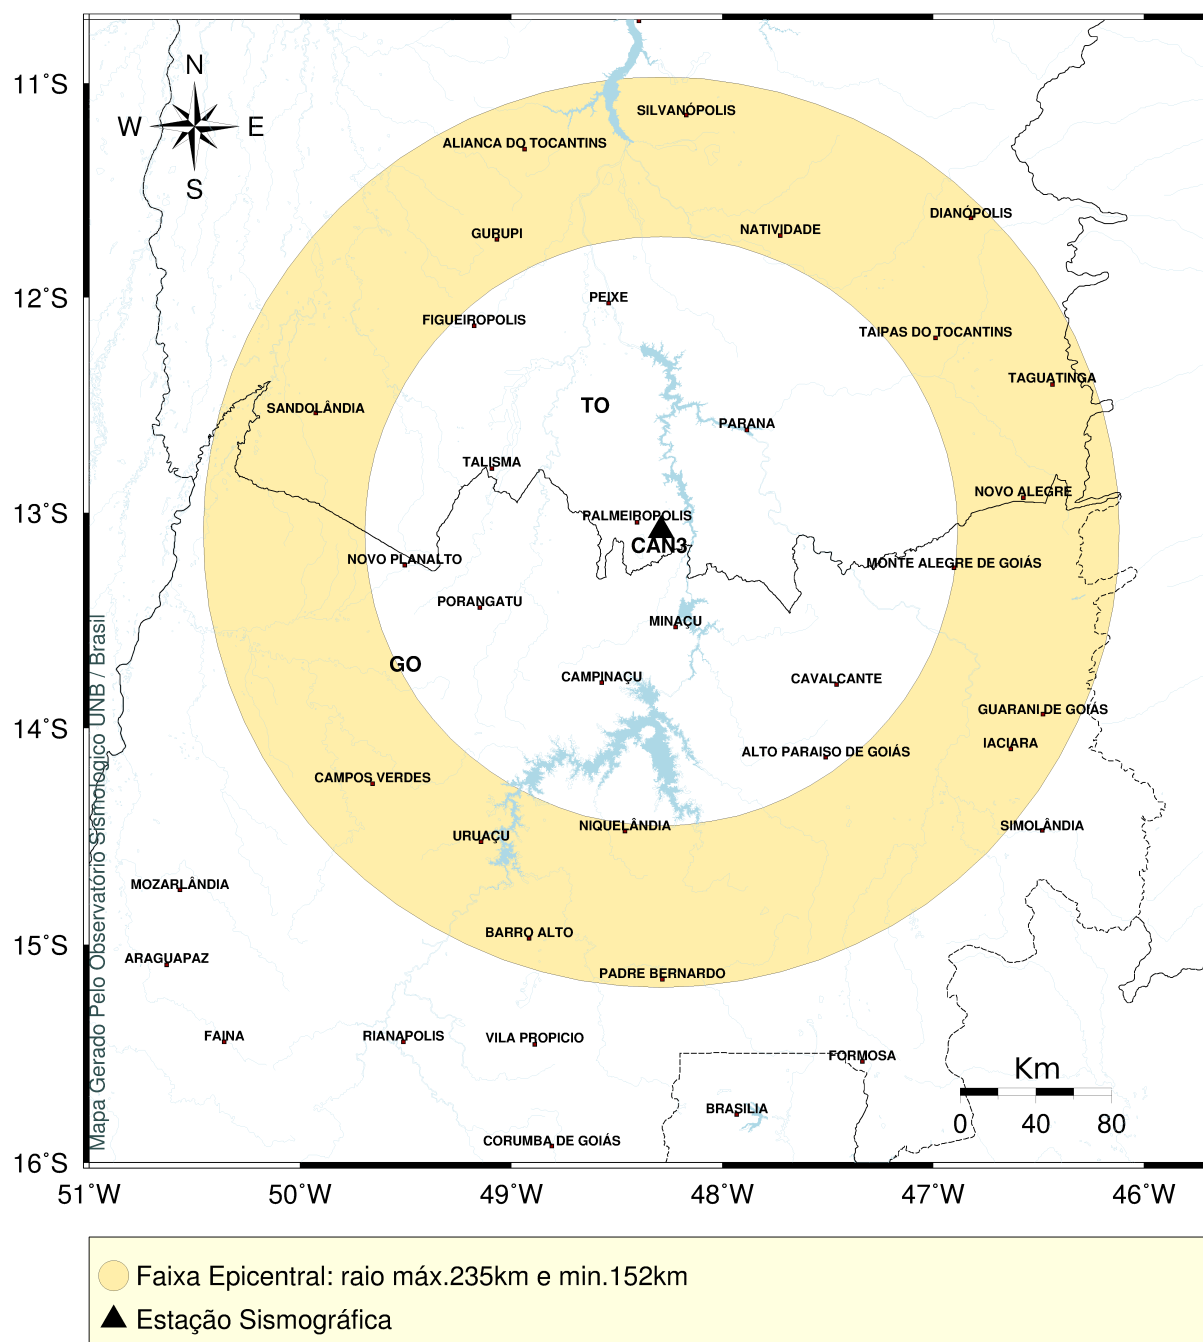 N
W
E
S
11°S
12°S
13°S
14°S
15°S
16°S
SILVANÓPOLIS
ALIANCA DO TOCANTINS
DIANÓPOLIS
GURUPI
NATIVIDADE
PEIXE
FIGUEIROPOLIS
TAIPAS DO TOCANTINS
TAGUATINGA
SANDOLÂNDIA
TO
PARANA
TALISMA
NOVO ALEGRE
PALMEIROPOLIS
CAN3
NOVO PLANALTO
MONTE ALEGRE DE GOIÁS
PORANGATU
MINAÇU
GO
CAMPINAÇU
CAVALCANTE
GUARANI DE GOIÁS
IACIARA
ALTO PARAISO DE GOIÁS
CAMPOS VERDES
NIQUELÂNDIA
SIMOLÂNDIA
URUAÇU
MOZARLÂNDIA
BARRO ALTO
ARAGUAPAZ
PADRE BERNARDO
FAINA
RIANAPOLIS
VILA PROPICIO
FORMOSA
BRASILIA
CORUMBA DE GOIÁS
Km
0 40 80
Mapa Gerado Pelo Observatório Sismologico UNB / Brasil
51°W 50°W 49°W 48°W 47°W 46°W
Faixa Epicentral: raio máx.235km e min.152km
Estação Sismográfica